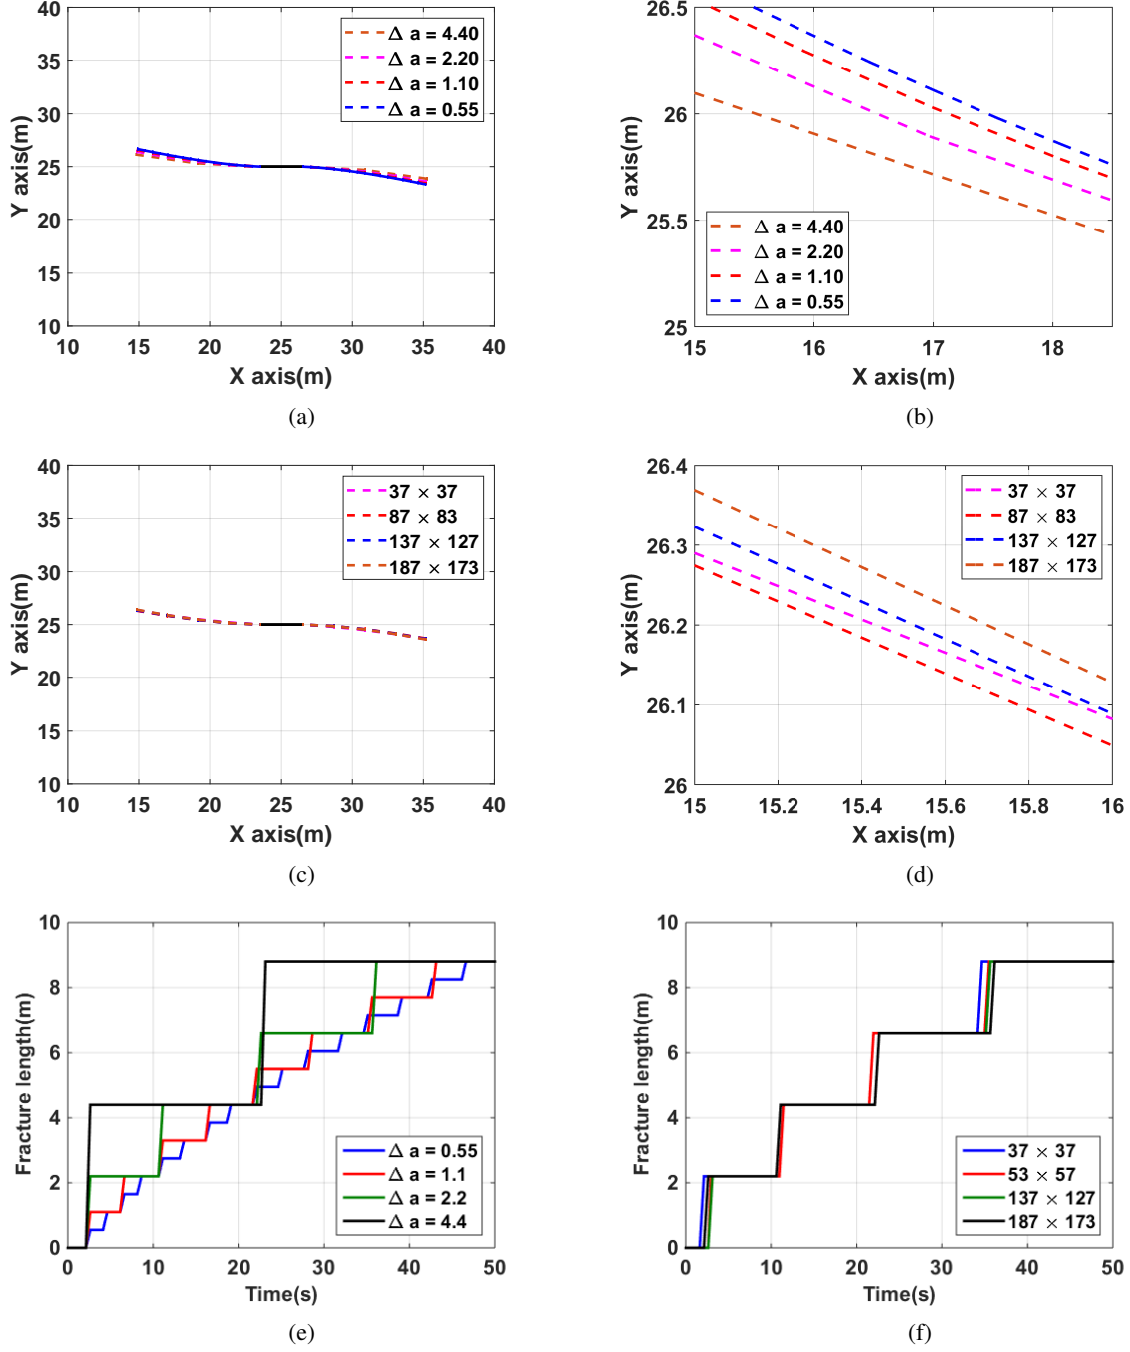 40
35
30
25
20
15
10
Y axis(m)
10 15 20 25 30 35 40
X axis(m)
Δ a = 4.40
Δ a = 2.20
Δ a = 1.10
Δ a = 0.55
(a)
26.5
26
25.5
25
Y axis(m)
15 16 17 18
X axis(m)
Δ a = 4.40
Δ a = 2.20
Δ a = 1.10
Δ a = 0.55
(b)
40
35
30
25
20
15
10
Y axis(m)
10 15 20 25 30 35 40
X axis(m)
37 × 37
87 × 83
137 × 127
187 × 173
(c)
26.4
26.3
26.2
26.1
26
Y axis(m)
15 15.2 15.4 15.6 15.8 16
X axis(m)
37 × 37
87 × 83
137 × 127
187 × 173
(d)
10
8
6
4
2
0
Fracture length(m)
0 10 20 30 40 50
Time(s)
Δ a = 0.55
Δ a = 1.1
Δ a = 2.2
Δ a = 4.4
(e)
10
8
6
4
2
0
Fracture length(m)
0 10 20 30 40 50
Time(s)
37 × 37
53 × 57
137 × 127
187 × 173
(f)